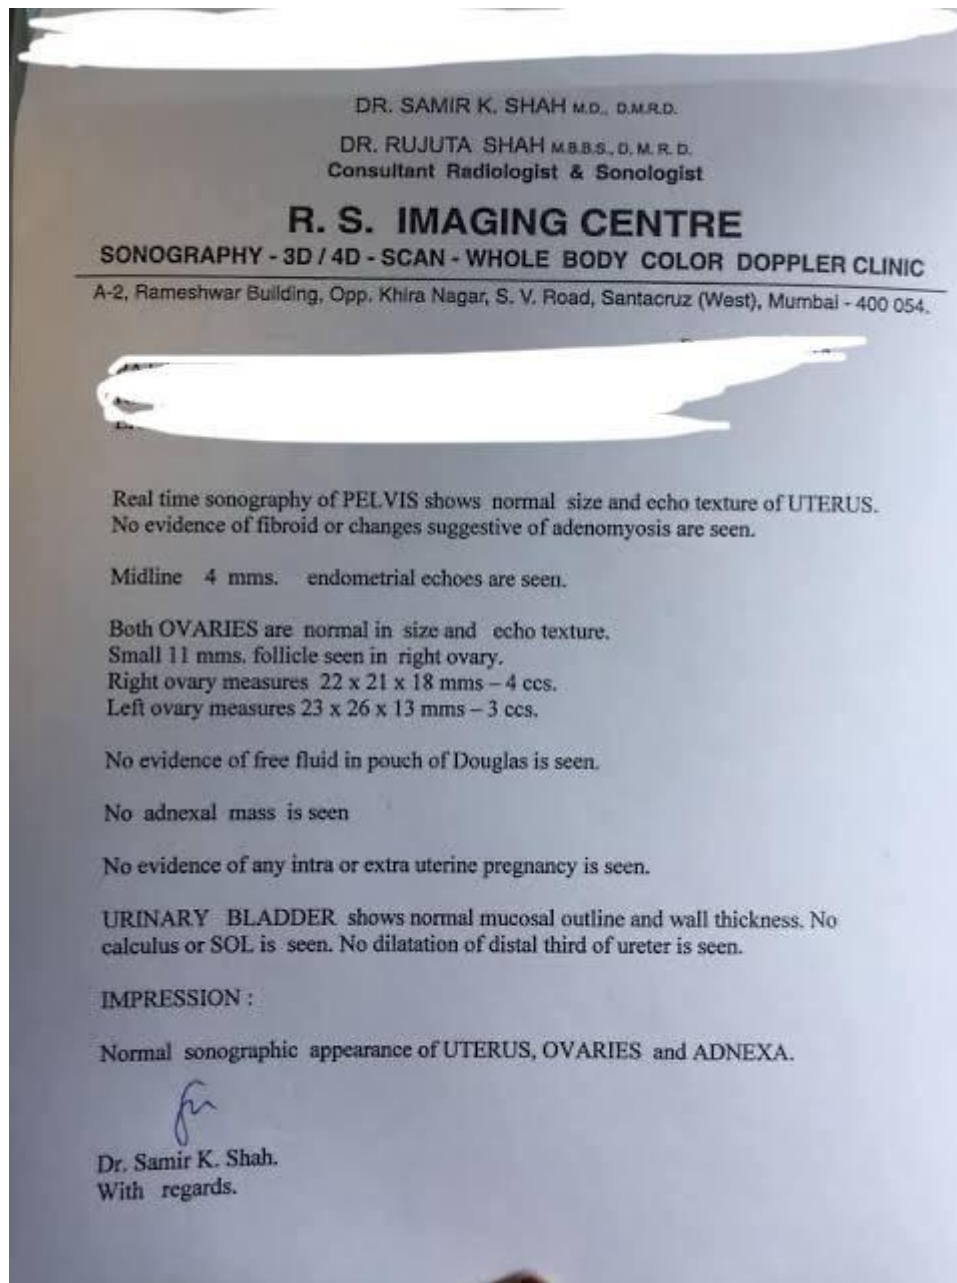 DR. SAMIR K. SHAH M.D., D.M.R.D.
DR. RUJUTA SHAH M.B.B.S., D. M. R. D.
Consultant Radiologist & Sonologist
R. S. IMAGING CENTRE
SONOGRAPHY - 3D / 4D - SCAN - WHOLE BODY COLOR DOPPLER CLINIC
A-2, Rameshwar Building, Opp. Khira Nagar, S. V. Road, Santacruz (West), Mumbai - 400 054.
Real time sonography of PELVIS shows normal size and echo texture of UTERUS.
No evidence of fibroid or changes suggestive of adenomyosis are seen.
Midline 4 mms. endometrial echoes are seen.
Both OVARIES are normal in size and echo texture.
Small 11 mms. follicle seen in right ovary.
Right ovary measures 22 x 21 x 18 mms – 4 ccs.
Left ovary measures 23 x 26 x 13 mms – 3 ccs.
No evidence of free fluid in pouch of Douglas is seen.
No adnexal mass is seen
No evidence of any intra or extra uterine pregnancy is seen.
URINARY BLADDER shows normal mucosal outline and wall thickness. No
calculus or SOL is seen. No dilatation of distal third of ureter is seen.
IMPRESSION :
Normal sonographic appearance of UTERUS, OVARIES and ADNEXA.
Dr. Samir K. Shah.
With regards.